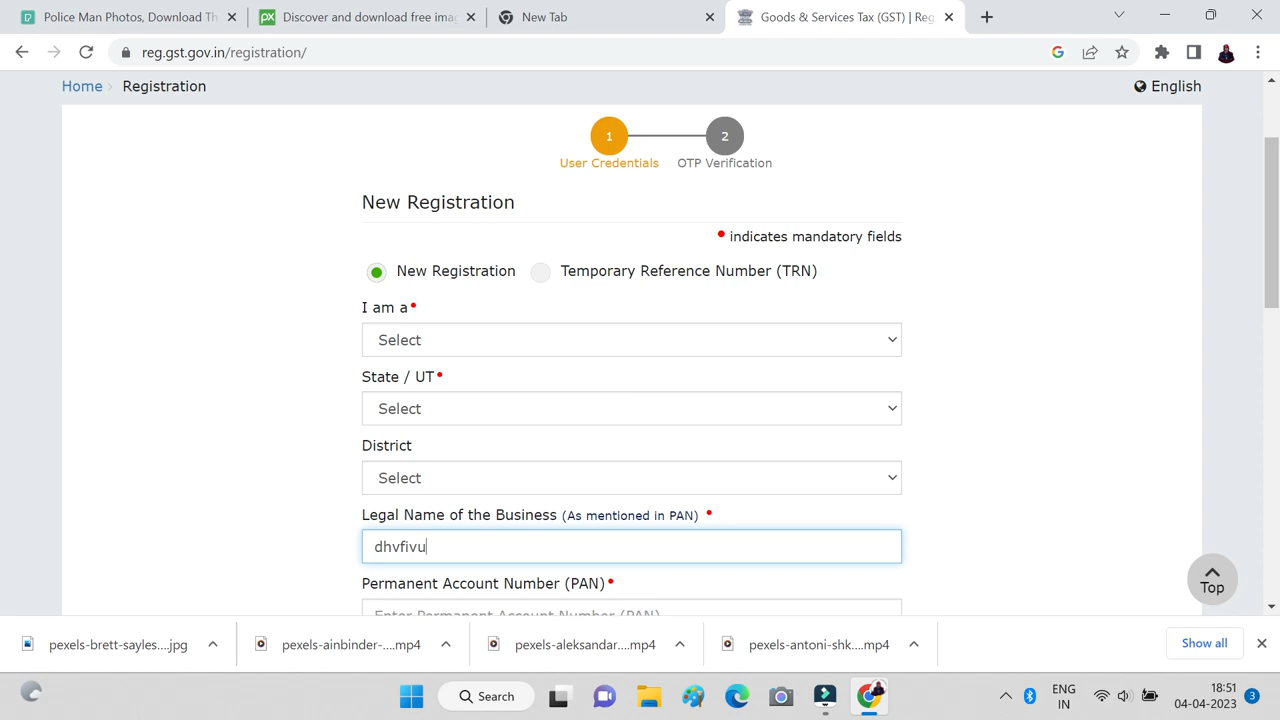 Police Man Photos, Download Th
Discover and download free imag
New Tab
Goods & Services Tax (GST) | Reg
reg.gst.gov.in/registration/
Home > Registration
English
1
2
User Credentials
OTP Verification
New Registration
• indicates mandatory fields
New Registration
Temporary Reference Number (TRN)
I am a•
Select
State / UT•
Select
District
Select
Legal Name of the Business (As mentioned in PAN) •
dhvfivu
Permanent Account Number (PAN)•
Enter Permanent Account Number (PAN)
Top
pexels-brett-sayles....jpg
pexels-ainbinder-....mp4
pexels-aleksandar....mp4
pexels-antoni-shk....mp4
Show all
Search
ENG
IN
18:51
04-04-2023
3